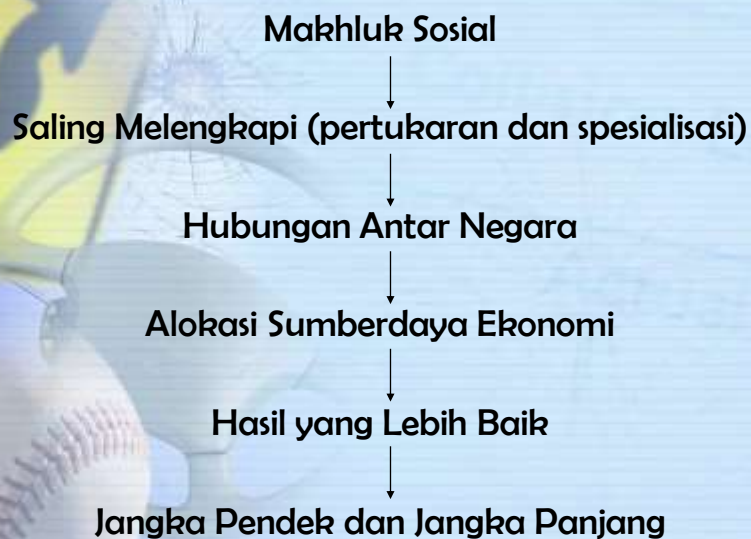 Makhluk Sosial
Saling Melengkapi (pertukaran dan spesialisasi)
Hubungan Antar Negara
Alokasi Sumberdaya Ekonomi
Hasil yang Lebih Baik
Jangka Pendek dan Jangka Panjang